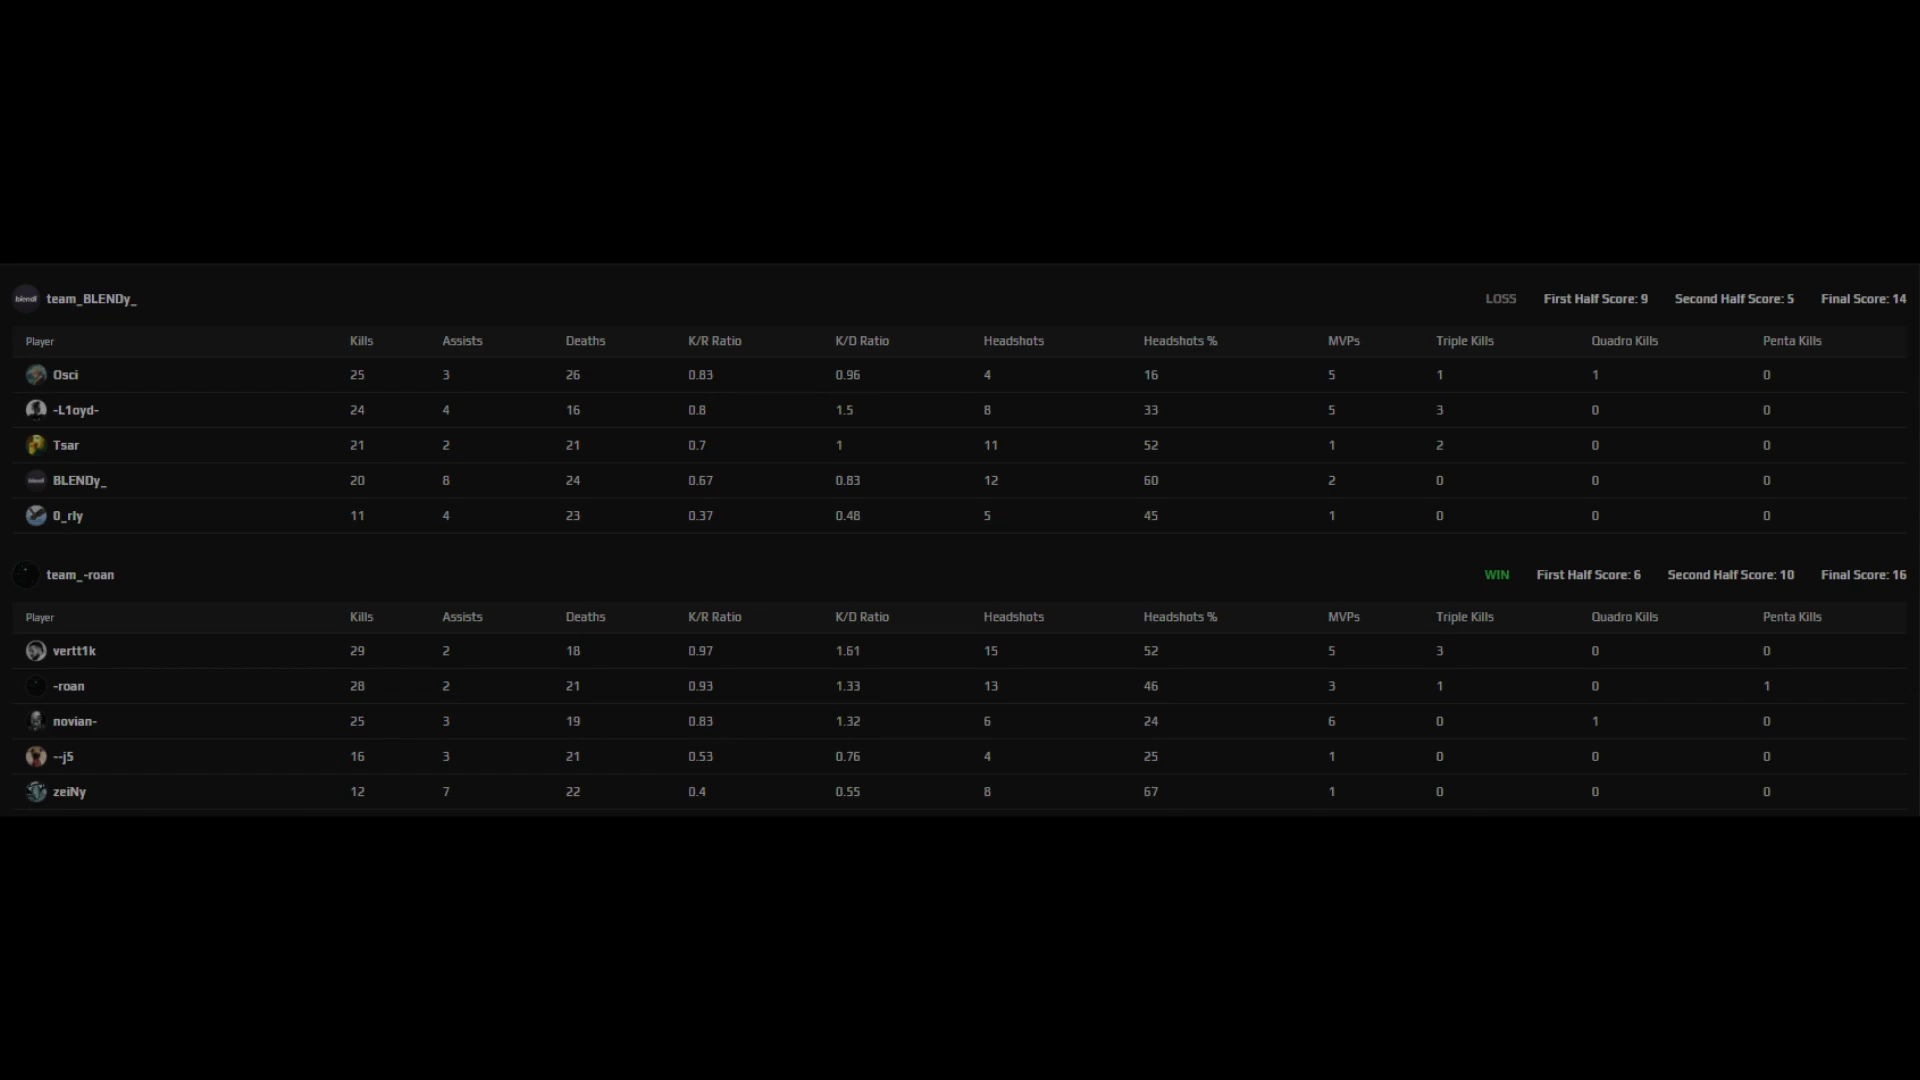 blendi team_BLENDy_ LOSS First Half Score: 9 Second Half Score: 5 Final Score: 14
Player Kills Assists Deaths K/R Ratio K/D Ratio Headshots Headshots % MVPs Triple Kills Quadro Kills Penta Kills
Osci 25 3 26 0.83 0.96 4 16 5 1 1 0
-L1oyd- 24 4 16 0.8 1.5 8 33 5 3 0 0
Tsar 21 2 21 0.7 1 11 52 1 2 0 0
BLENDy_ 20 8 24 0.67 0.83 12 60 2 0 0 0
0_rly 11 4 23 0.37 0.48 5 45 1 0 0 0
team_-roan WIN First Half Score: 6 Second Half Score: 10 Final Score: 16
Player Kills Assists Deaths K/R Ratio K/D Ratio Headshots Headshots % MVPs Triple Kills Quadro Kills Penta Kills
vertt1k 29 2 18 0.97 1.61 15 52 5 3 0 0
-roan 28 2 21 0.93 1.33 13 46 3 1 0 1
novian- 25 3 19 0.83 1.32 6 24 6 0 1 0
--j5 16 3 21 0.53 0.76 4 25 1 0 0 0
zeiNy 12 7 22 0.4 0.55 8 67 1 0 0 0